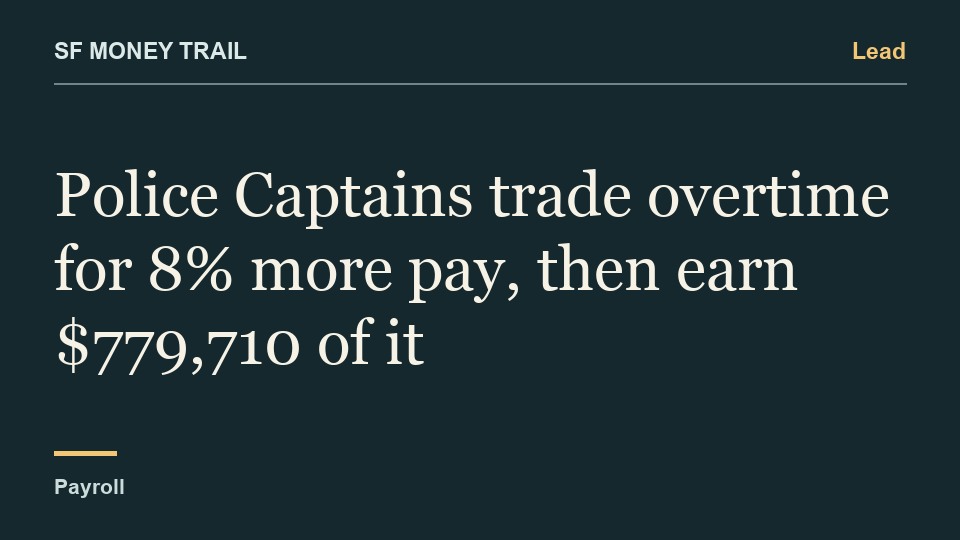 SF MONEY TRAIL
Lead
Police Captains trade overtime
for 8% more pay, then earn
$779,710 of it
Payroll